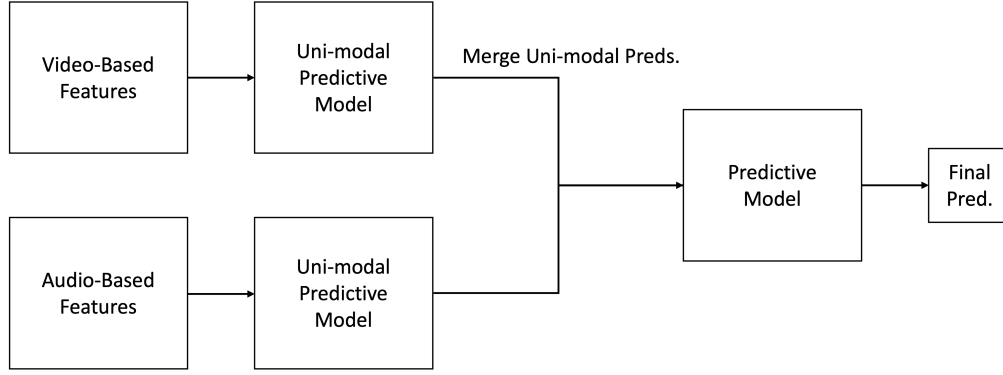 Video-Based
Features
Uni-modal
Predictive
Model
Merge Uni-modal Preds.
Audio-Based
Features
Uni-modal
Predictive
Model
Predictive
Model
Final
Pred.